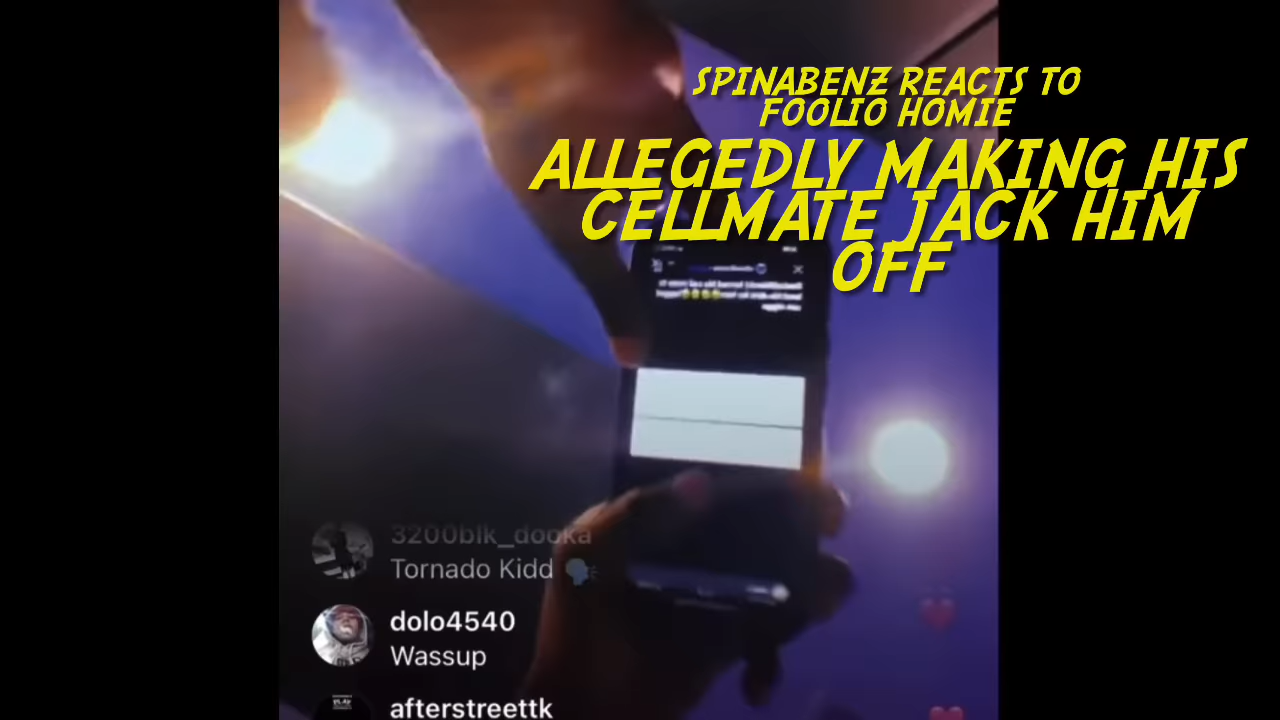 SPINABENZ REACTS TO
FOOLIO HOMIE
ALLEGEDLY MAKING HIS
CELLMATE JACK HIM
OFF
3200blk_dooka
Tornado Kidd 🗣
dolo4540
Wassup
afterstreettk